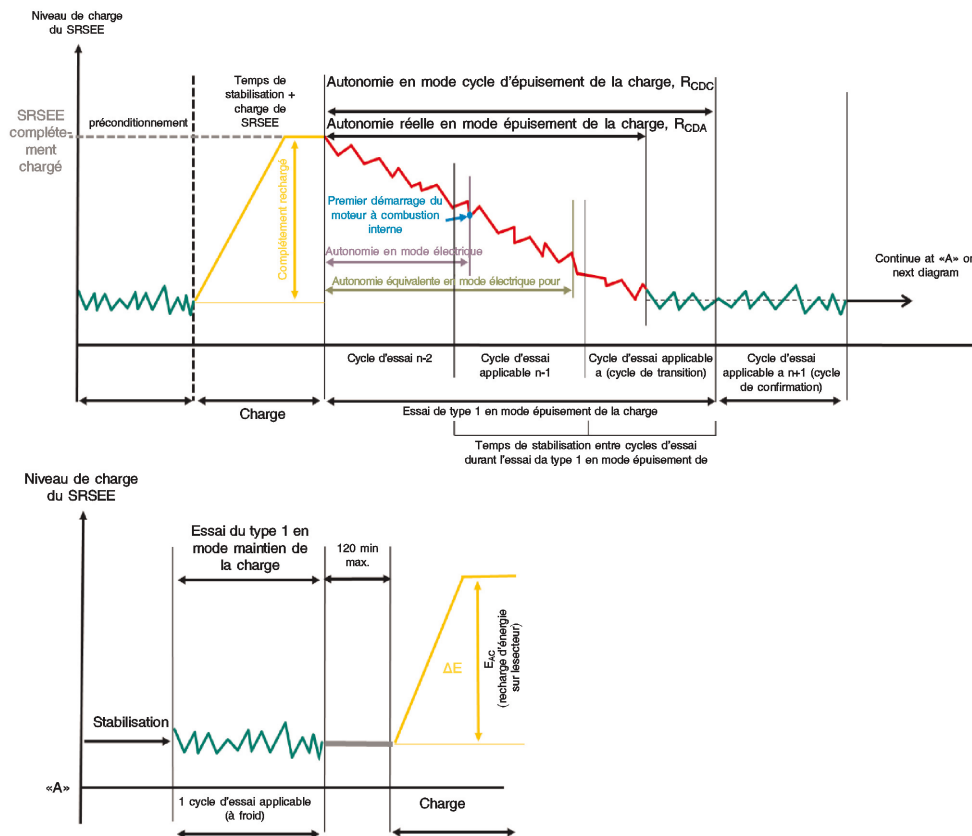 Niveau de charge
du SRSEE
SRSEE
complète-
ment
chargé
préconditionnement
Temps de
stabilisation +
charge de
SRSEE
Autonomie en mode cycle d'épuisement de la charge, RCDC
Autonomie réelle en mode épuisement de la charge, RCDA
Complètement rechargé
Premier démarrage du
moteur à combustion
interne
Autonomie en mode électrique
Autonomie équivalente en mode électrique pour
Continue at «A» on
next diagram
Cycle d'essai n-2
Cycle d'essai
applicable n-1
Cycle d'essai applicable
a (cycle de transition)
Cycle d'essai
applicable a n+1 (cycle
de confirmation)
Charge
Essai de type 1 en mode épuisement de la charge
Temps de stabilisation entre cycles d'essai
durant l'essai da type 1 en mode épuisement de
Niveau de charge
du SRSEE
Essai du type 1 en
mode maintien de
la charge
120 min
max.
ΔE
EAC
(recharge d'énergie
sur lesecteur)
Stabilisation
«A»
1 cycle d'essai applicable
(à froid)
Charge